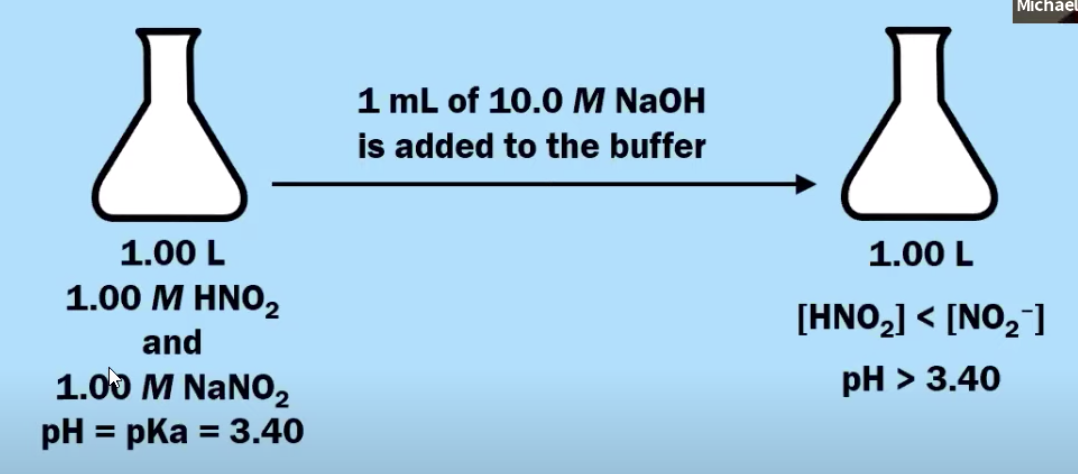 Michael
1 mL of 10.0 M NaOH
is added to the buffer
1.00 L
1.00 M HNO₂
and
1.00 M NaNO₂
pH = pKa = 3.40
1.00 L
[HNO₂] < [NO₂⁻]
pH > 3.40